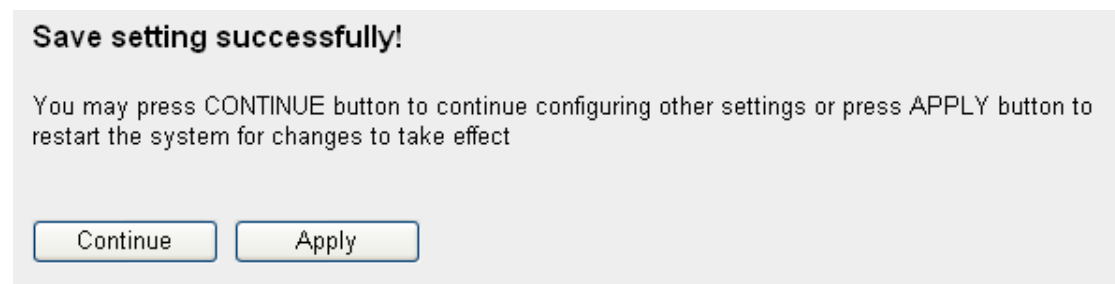 Save setting successfully!
You may press CONTINUE button to continue configuring other settings or press APPLY button to
restart the system for changes to take effect
Continue
Apply